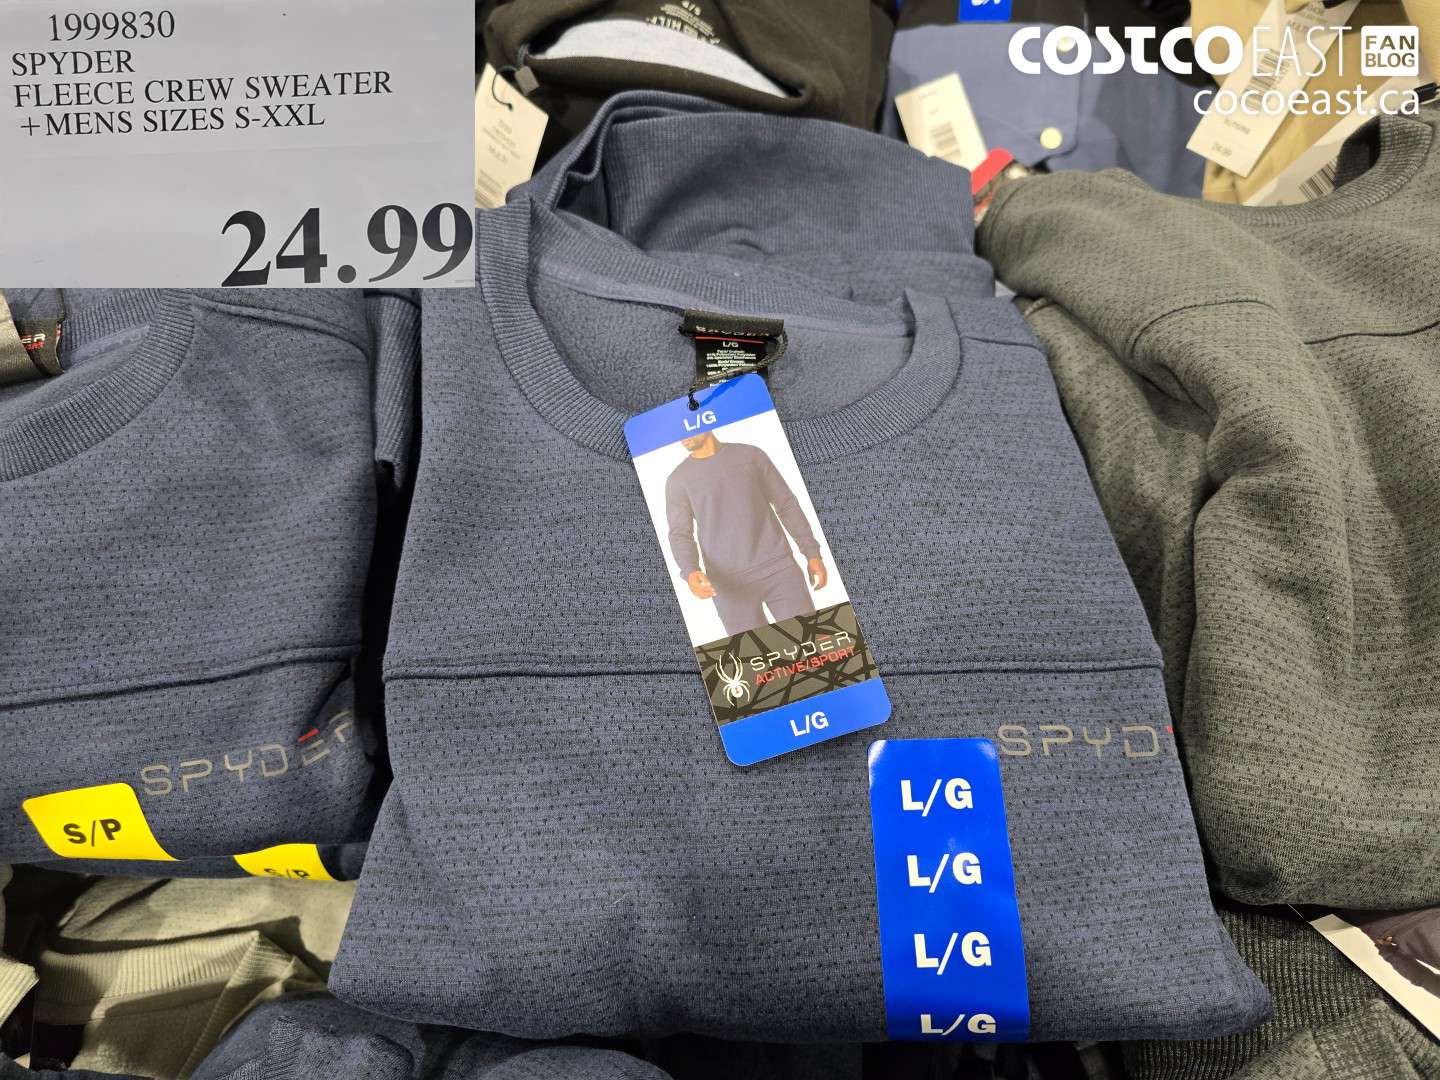 1999830
SPYDER
FLEECE CREW SWEATER
+MENS SIZES S-XXL
24.99
COSTCO EAST FAN BLOG
cocoeast.ca
L/G
L/G
SPYDER
ACTIVE/SPORT
L/G
SPYDER
SPYD
S/P
S/P
L/G
L/G
L/G
L/G